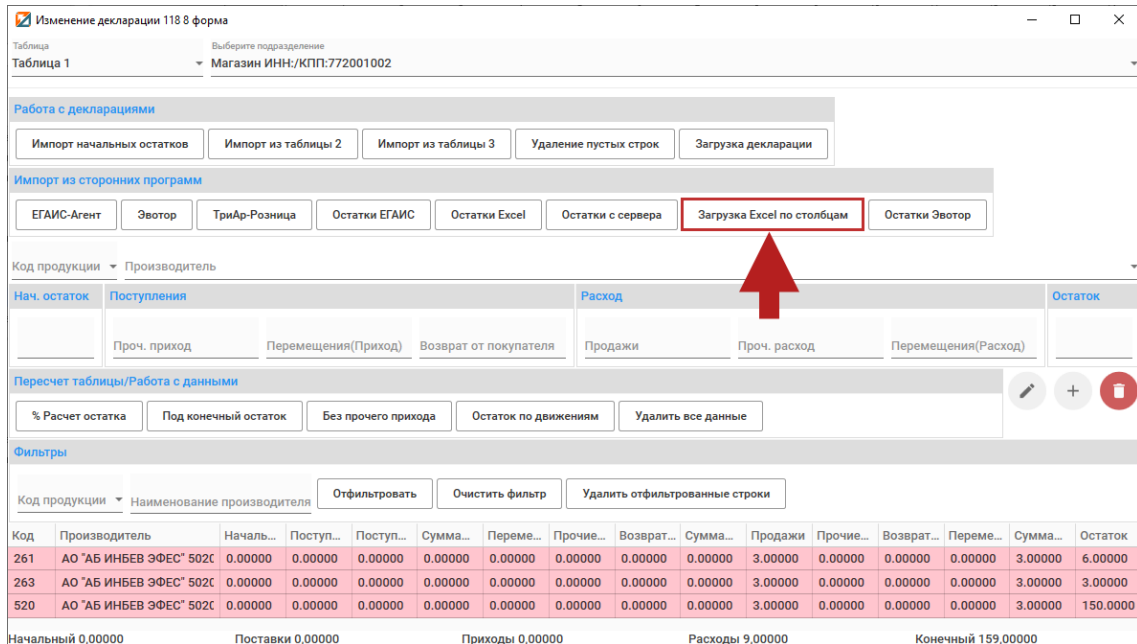 Изменение декларации 118 8 форма
Таблица Выберите подразделение
Таблица 1 Магазин ИНН:/КПП:772001002
Работа с декларациями
Импорт начальных остатков Импорт из таблицы 2 Импорт из таблицы 3 Удаление пустых строк Загрузка декларации
Импорт из сторонних программ
ЕГАИС-Агент Эвотор ТриАр-Розница Остатки ЕГАИС Остатки Excel Остатки с сервера Загрузка Excel по столбцам Остатки Эвотор
Код продукции Производитель
Нач. остаток Поступления Расход Остаток
Проч. приход Перемещения(Приход) Возврат от покупателя Продажи Проч. расход Перемещения(Расход)
Пересчет таблицы/Работа с данными
% Расчет остатка Под конечный остаток Без прочего прихода Остаток по движениям Удалить все данные
Фильтры
Код продукции Наименование производителя Отфильтровать Очистить фильтр Удалить отфильтрованные строки
Код Производитель Началь... Поступ... Поступ... Сумма... Переме... Прочие... Возврат... Сумма... Продажи Прочие... Возврат... Переме... Сумма... Остаток
261 АО "АБ ИНБЕВ ЭФЕС" 502 0.00000 0.00000 0.00000 0.00000 0.00000 0.00000 0.00000 0.00000 3.00000 0.00000 0.00000 0.00000 3.00000 6.00000
263 АО "АБ ИНБЕВ ЭФЕС" 502 0.00000 0.00000 0.00000 0.00000 0.00000 0.00000 0.00000 0.00000 3.00000 0.00000 0.00000 0.00000 3.00000 3.00000
520 АО "АБ ИНБЕВ ЭФЕС" 502 0.00000 0.00000 0.00000 0.00000 0.00000 0.00000 0.00000 0.00000 3.00000 0.00000 0.00000 0.00000 3.00000 150.0000
Начальный 0,00000 Поставки 0,00000 Приходы 0,00000 Расходы 9,00000 Конечный 159,00000